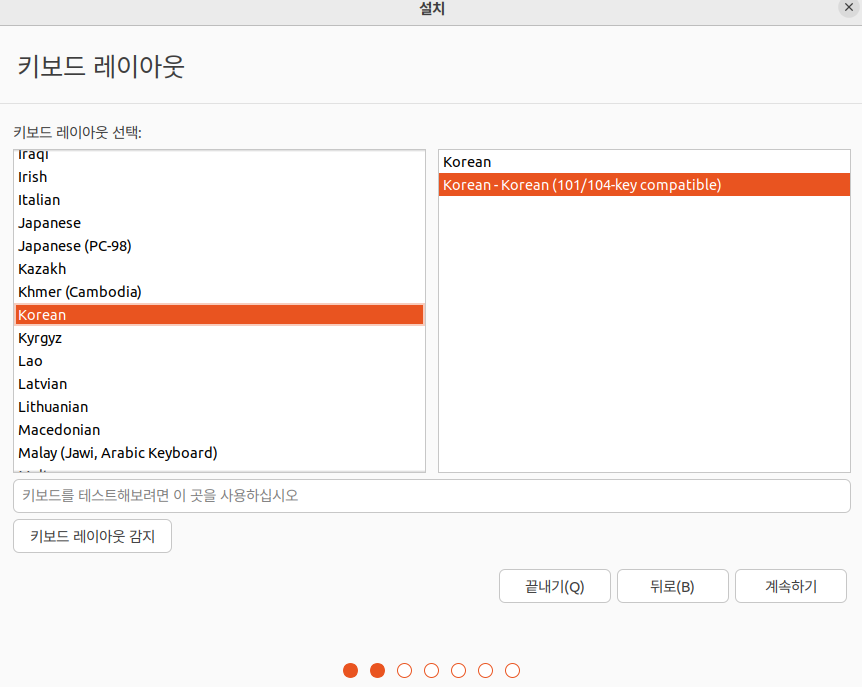 설치
키보드 레이아웃
키보드 레이아웃 선택:
Iraqi
Irish
Italian
Japanese
Japanese (PC-98)
Kazakh
Khmer (Cambodia)
Korean
Kyrgyz
Lao
Latvian
Lithuanian
Macedonian
Malay (Jawi, Arabic Keyboard)
Korean
Korean - Korean (101/104-key compatible)
키보드를 테스트해보려면 이 곳을 사용하십시오
키보드 레이아웃 감지
끝내기(Q)
뒤로(B)
계속하기